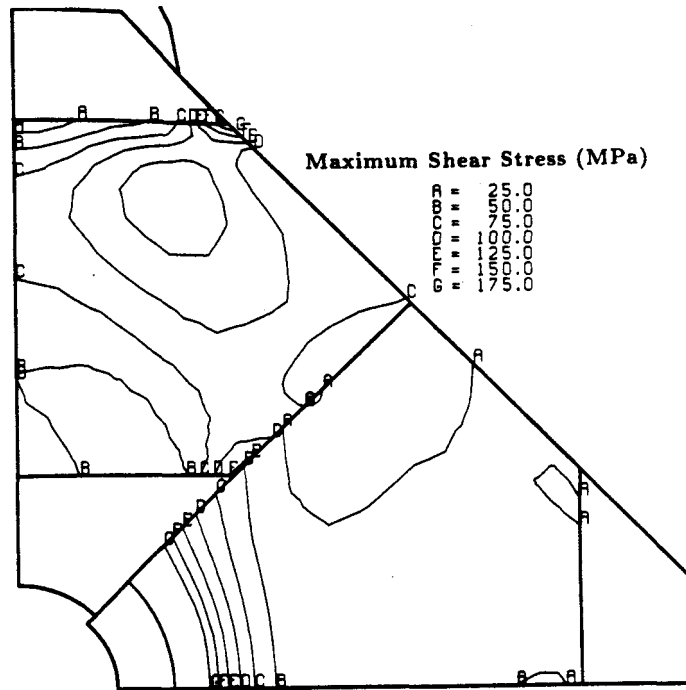 A B C D E F G
G
F
E
D
B
A
C
Maximum Shear Stress (MPa)
A = 25.0
B = 50.0
C = 75.0
D = 100.0
E = 125.0
F = 150.0
G = 175.0
C
C
A
B
B
A
B
A
D
B B C D E
A
A
D
A
F E D C B
B A